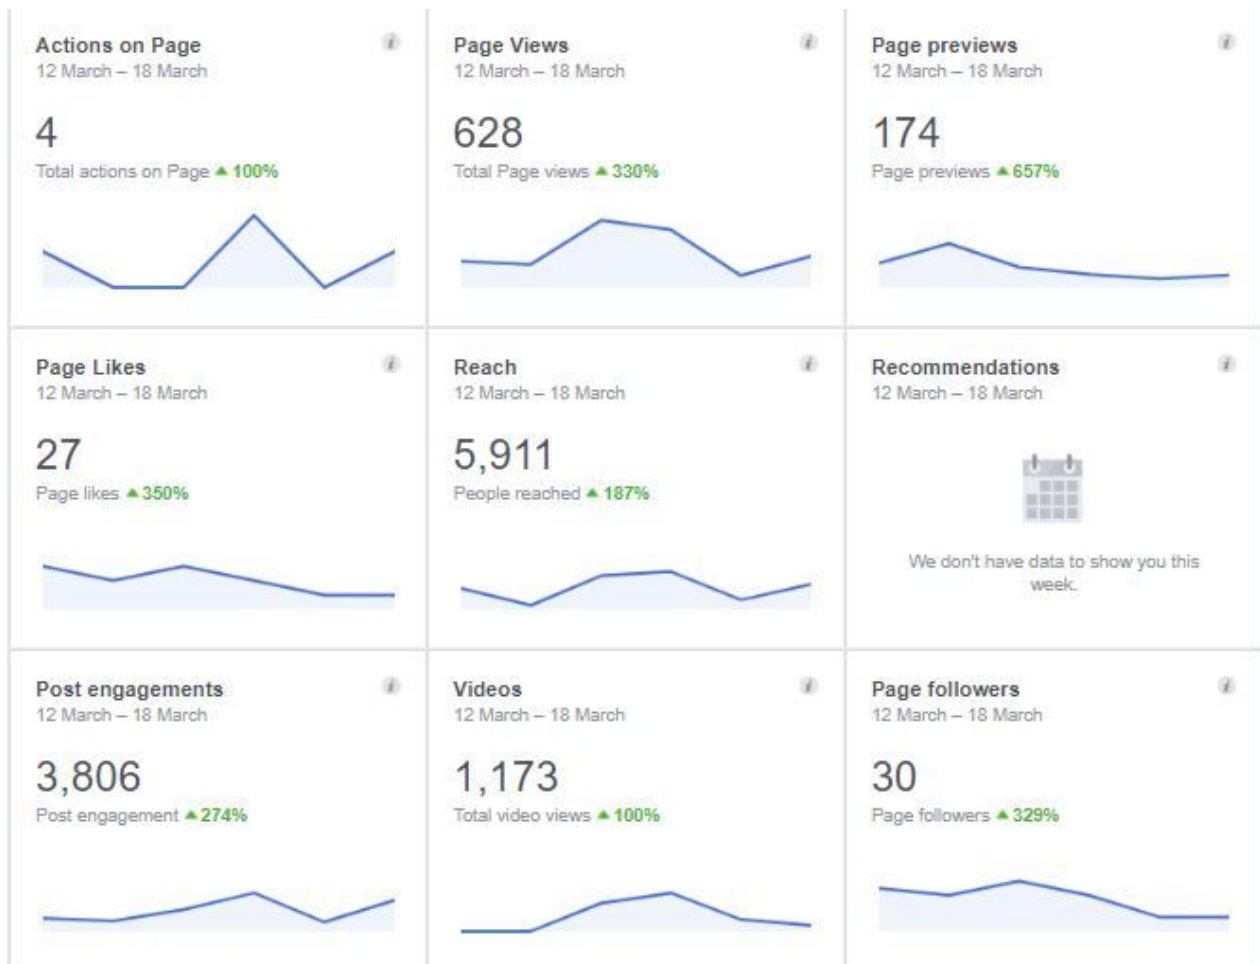 Actions on Page
12 March – 18 March
4
Total actions on Page ▲ 100%
Page Views
12 March – 18 March
628
Total Page views ▲ 330%
Page previews
12 March – 18 March
174
Page previews ▲ 657%
Page Likes
12 March – 18 March
27
Page likes ▲ 350%
Reach
12 March – 18 March
5,911
People reached ▲ 187%
Recommendations
12 March – 18 March
We don't have data to show you this
week.
Post engagements
12 March – 18 March
3,806
Post engagement ▲ 274%
Videos
12 March – 18 March
1,173
Total video views ▲ 100%
Page followers
12 March – 18 March
30
Page followers ▲ 329%